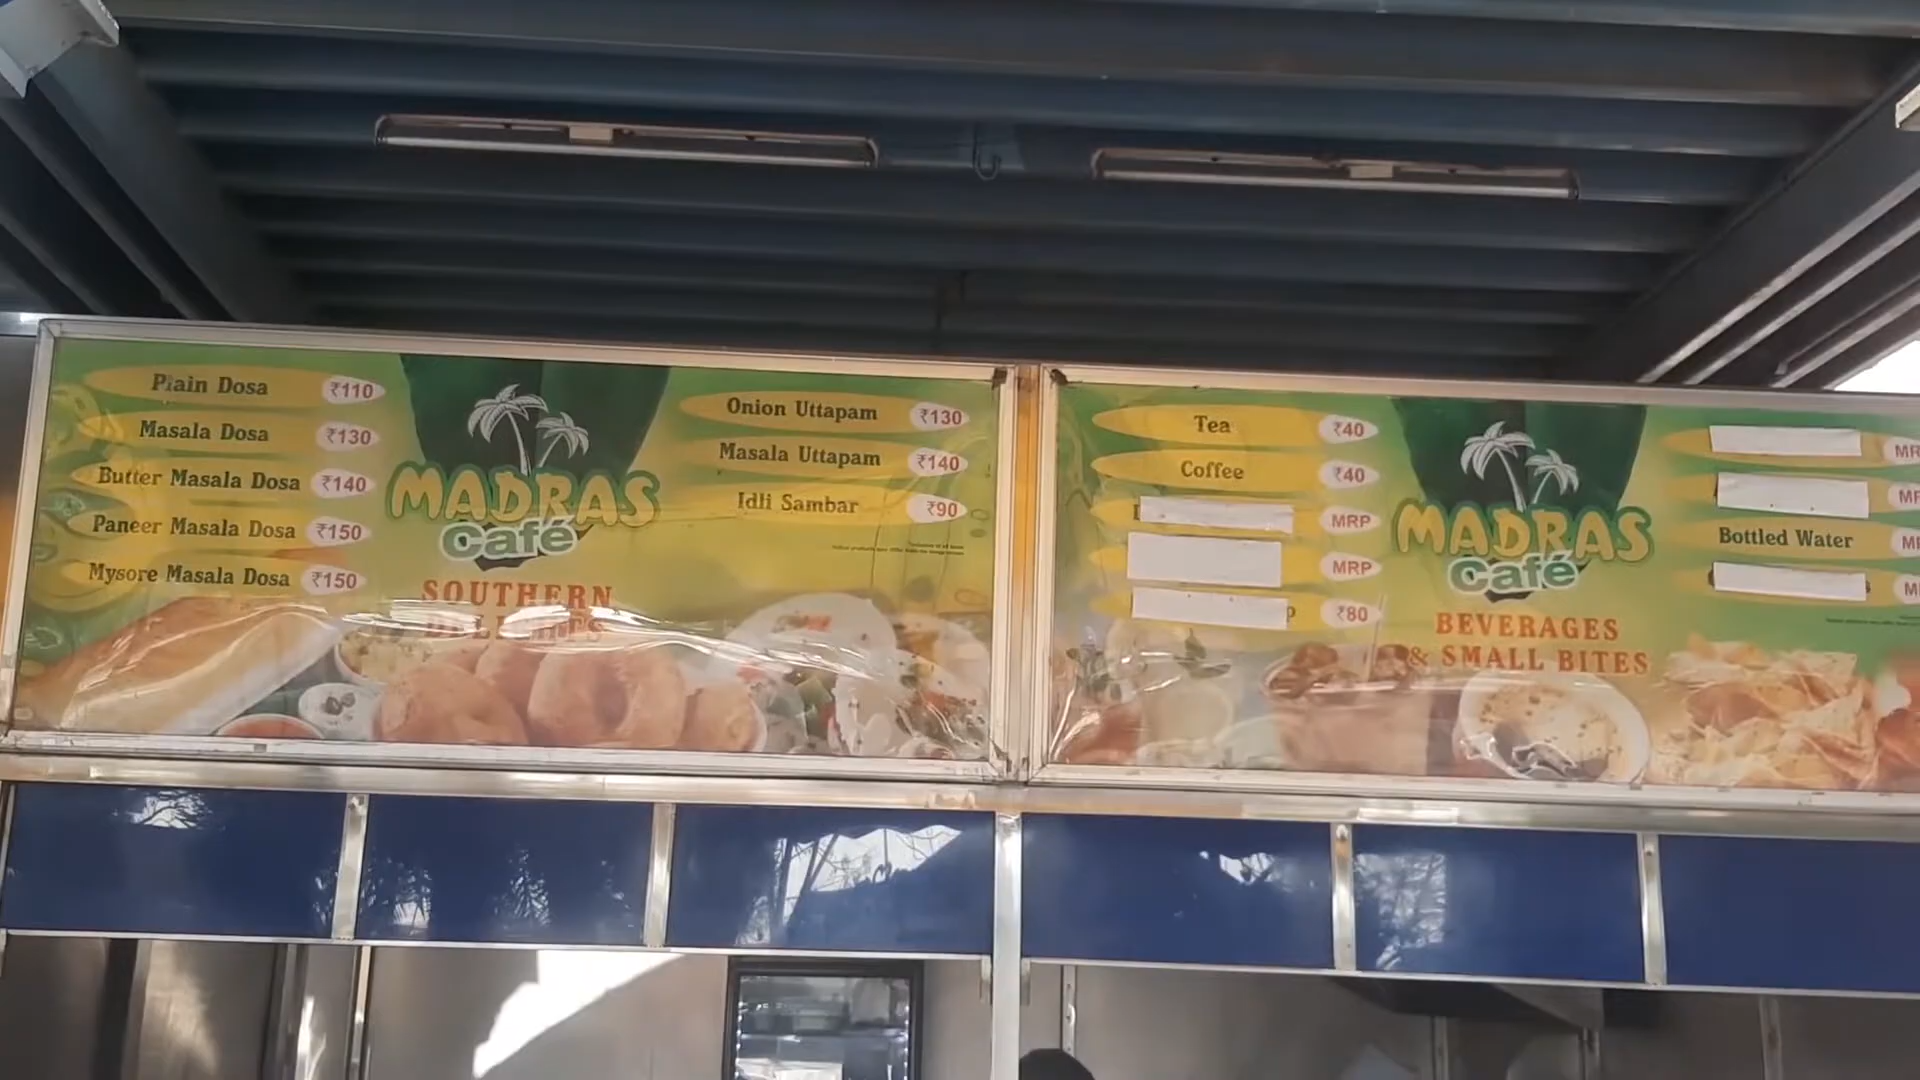 Plain Dosa ₹110
Masala Dosa ₹130
Butter Masala Dosa ₹140
Paneer Masala Dosa ₹150
Mysore Masala Dosa ₹150
MADRAS
Café
SOUTHERN
DELIGHTS
Onion Uttapam ₹130
Masala Uttapam ₹140
Idli Sambar ₹90
Tea ₹40
Coffee ₹40
MRP
MRP
₹80
MADRAS
Café
BEVERAGES
& SMALL BITES
Bottled Water